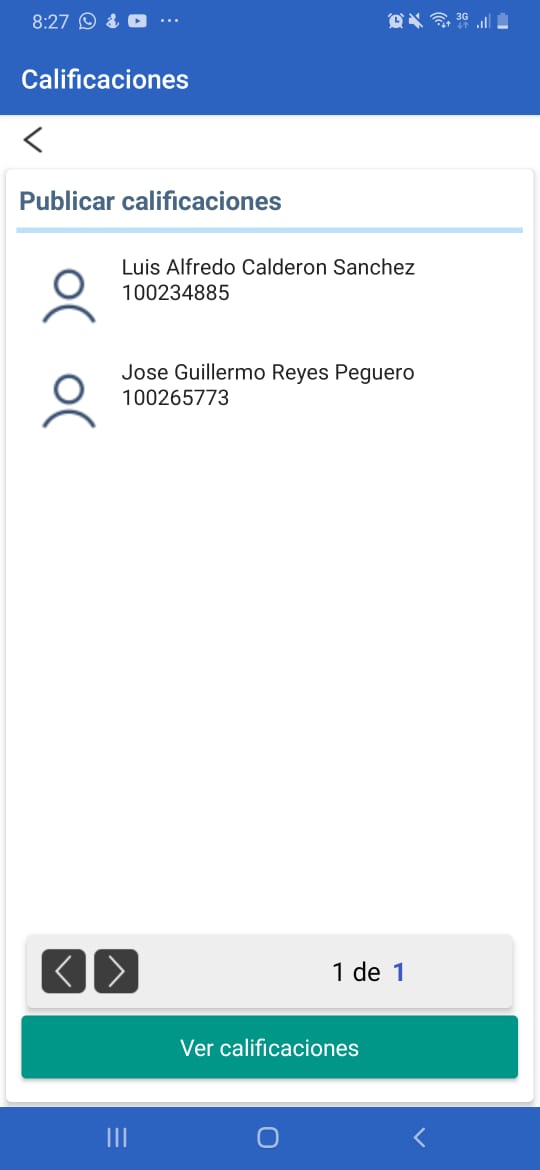 8:27
3G
Calificaciones
Publicar calificaciones
Luis Alfredo Calderon Sanchez
100234885
Jose Guillermo Reyes Peguero
100265773
1 de 1
Ver calificaciones